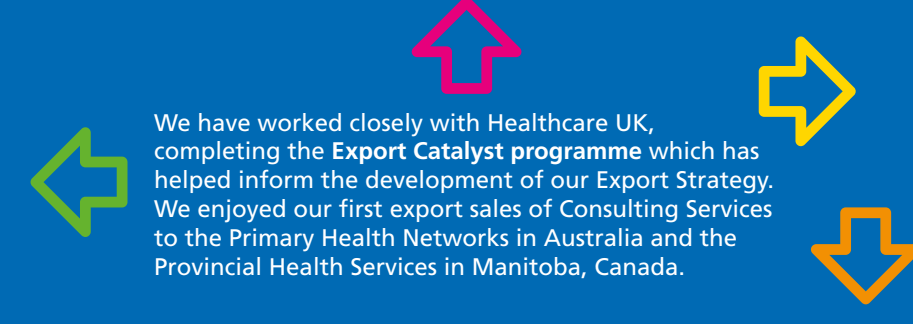 We have worked closely with Healthcare UK,
completing the Export Catalyst programme which has
helped inform the development of our Export Strategy.
We enjoyed our first export sales of Consulting Services
to the Primary Health Networks in Australia and the
Provincial Health Services in Manitoba, Canada.